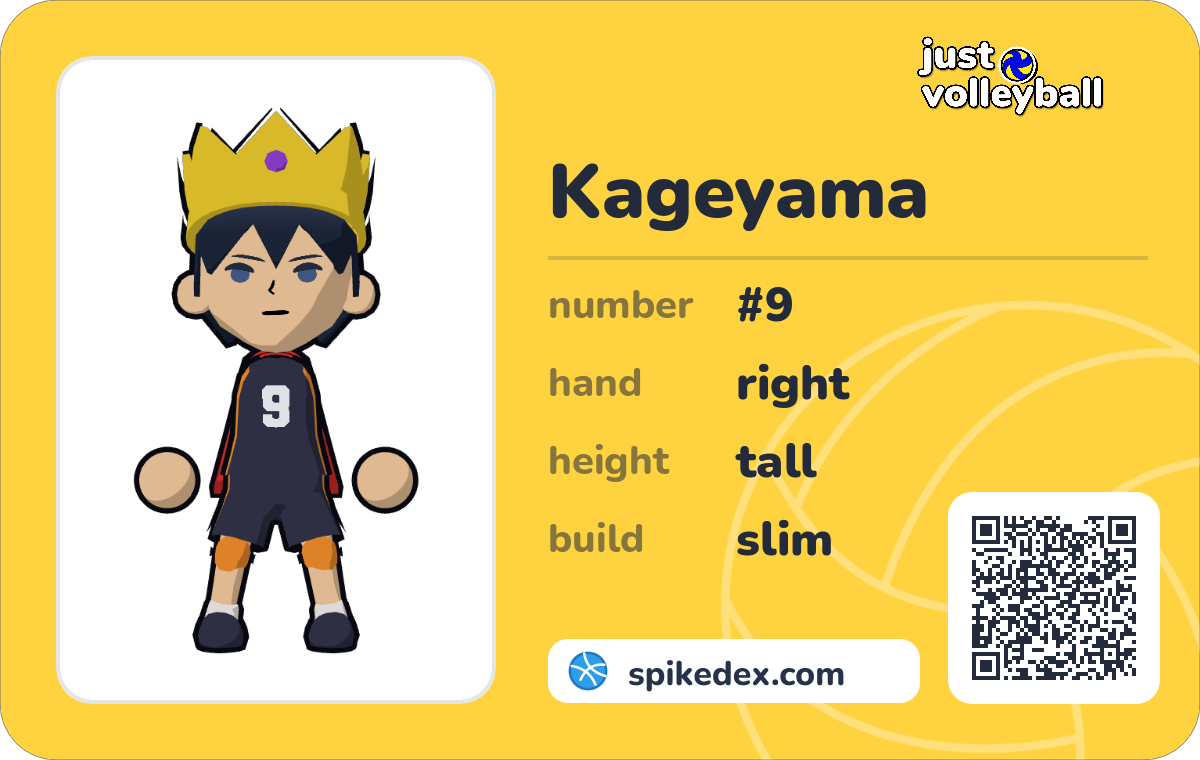 just
volleyball
Kageyama
number #9
hand right
height tall
build slim
9
spikedex.com